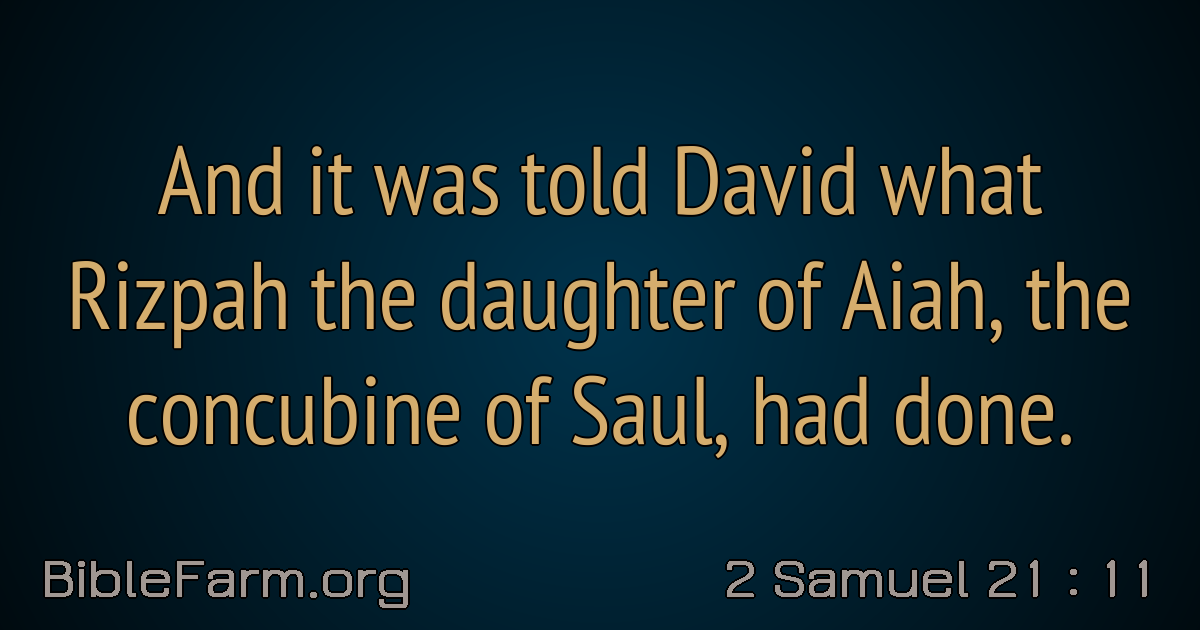 And it was told David what
Rizpah the daughter of Aiah, the
concubine of Saul, had done.
BibleFarm.org
2 Samuel 21 : 11